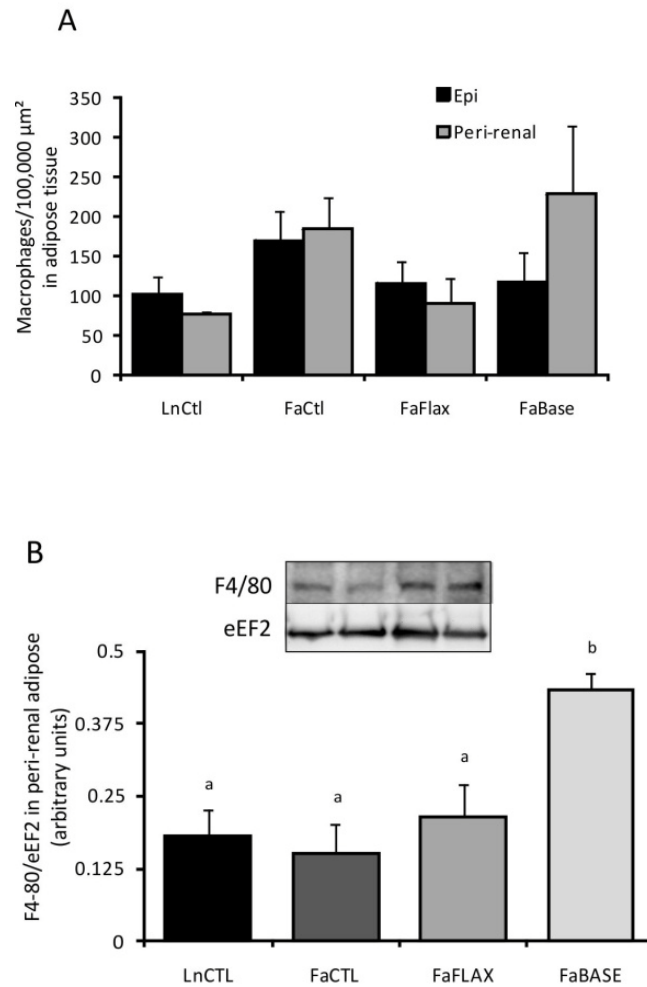 A
Macrophages/100,000 µm²
in adipose tissue
350
300
250
200
150
100
50
0
Epi
Peri-renal
LnCtl
FaCtl
FaFlax
FaBase
B
F4/80
eEF2
F4-80/eEF2 in peri-renal adipose
(arbitrary units)
0.5
0.375
0.25
0.125
0
a
a
a
b
LnCTL
FaCTL
FaFLAX
FaBASE